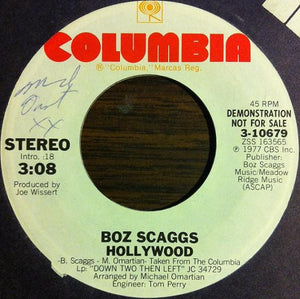 COLUMBIA
® "Columbia," Marcas Reg.
45 RPM
DEMONSTRATION
NOT FOR SALE
3-10679
ZSS 163565
℗ 1977 CBS Inc.
Publisher:
Boz Scaggs
Music/Meadow
Ridge Music
(ASCAP)
xx
STEREO
Intro. :18
3:08
Produced by
Joe Wissert
BOZ SCAGGS
HOLLYWOOD
-B. Scaggs - M. Omartian- Taken From The Columbia
Lp: "DOWN TWO THEN LEFT" JC 34729
Arranged by Michael Omartian
Engineer: Tom Perry